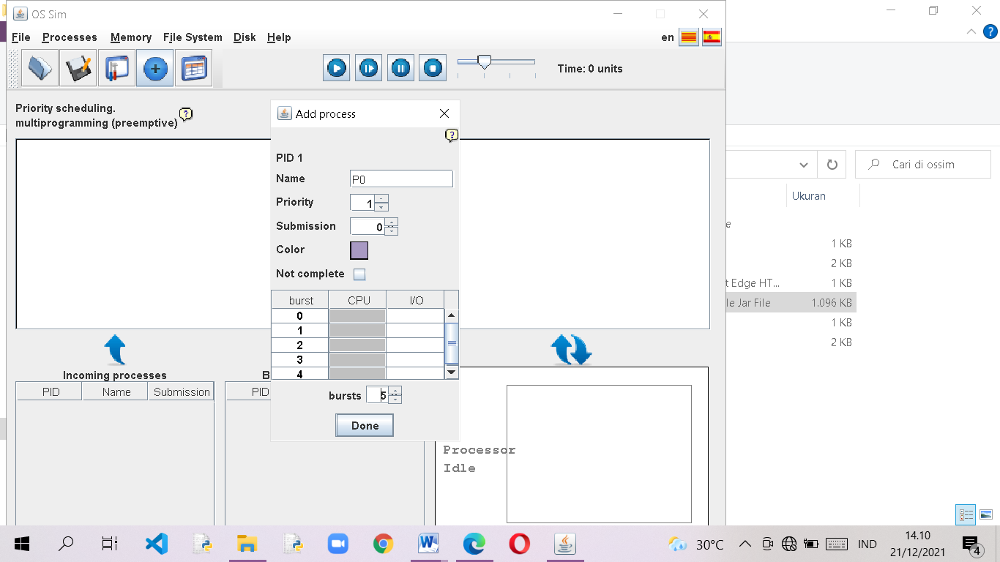 OS Sim
File Processes Memory File System Disk Help
en
Time: 0 units
Priority scheduling.
multiprogramming (preemptive)
?
Add process
?
PID 1
Name P0
Priority 1
Submission 0
Color
Not complete
burst CPU I/O
0
1
2
3
4
bursts 5
Done
Incoming processes
PID Name Submission
B
PID
Processor
Idle
?
Cari di ossim
Ukuran
e
1 KB
2 KB
t Edge HT... 1 KB
le Jar File 1.096 KB
1 KB
2 KB
30°C
IND
14.10
21/12/2021
4